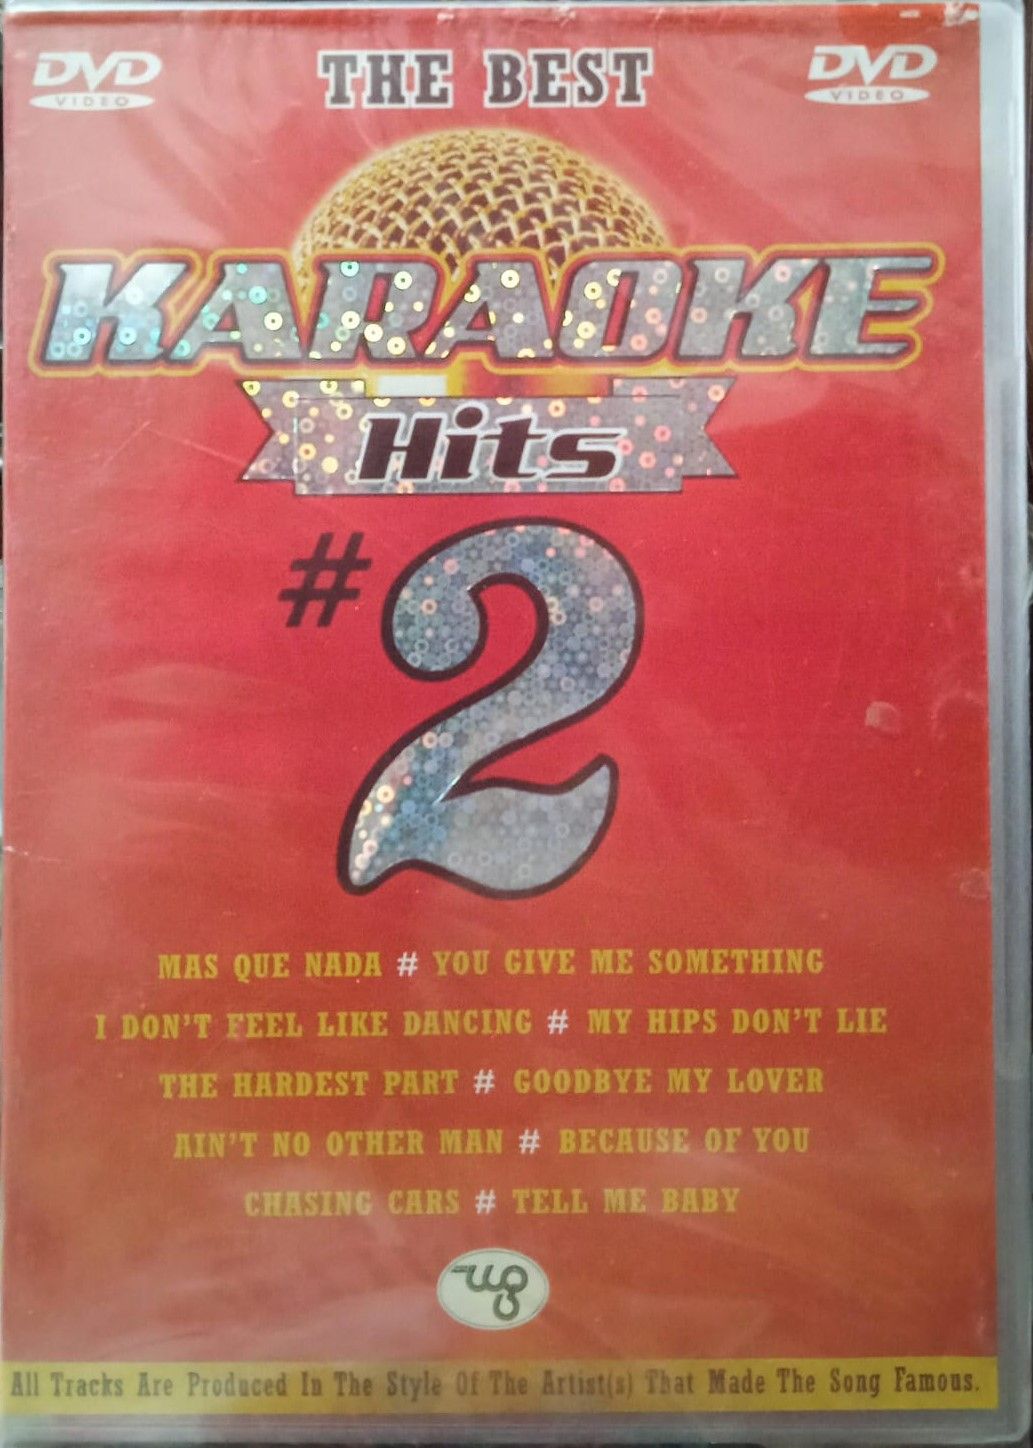 DVD VIDEO THE BEST DVD VIDEO
KARAOKE
Hits
#2
MAS QUE NADA # YOU GIVE ME SOMETHING
I DON'T FEEL LIKE DANCING # MY HIPS DON'T LIE
THE HARDEST PART # GOODBYE MY LOVER
AIN'T NO OTHER MAN # BECAUSE OF YOU
CHASING CARS # TELL ME BABY
All Tracks Are Produced In The Style Of The Artist(s) That Made The Song Famous.